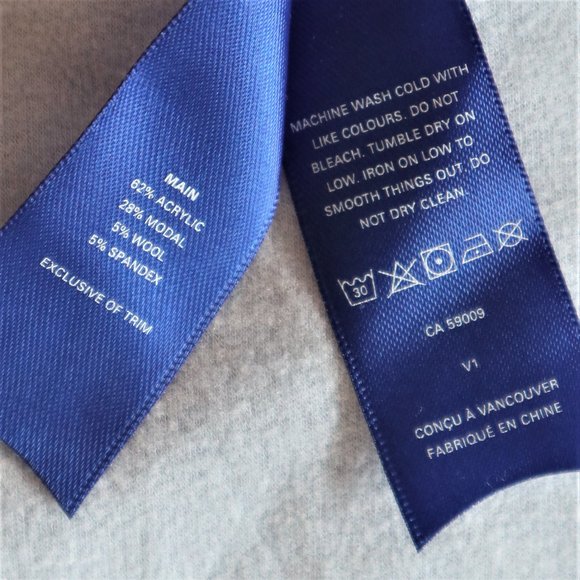 MAIN
62% ACRYLIC
28% MODAL
5% WOOL
5% SPANDEX
EXCLUSIVE OF TRIM
MACHINE WASH COLD WITH
LIKE COLOURS. DO NOT
BLEACH. TUMBLE DRY ON
LOW. IRON ON LOW TO
SMOOTH THINGS OUT. DO
NOT DRY CLEAN.
30
CA 59009
V1
CONÇU À VANCOUVER
FABRIQUÉ EN CHINE